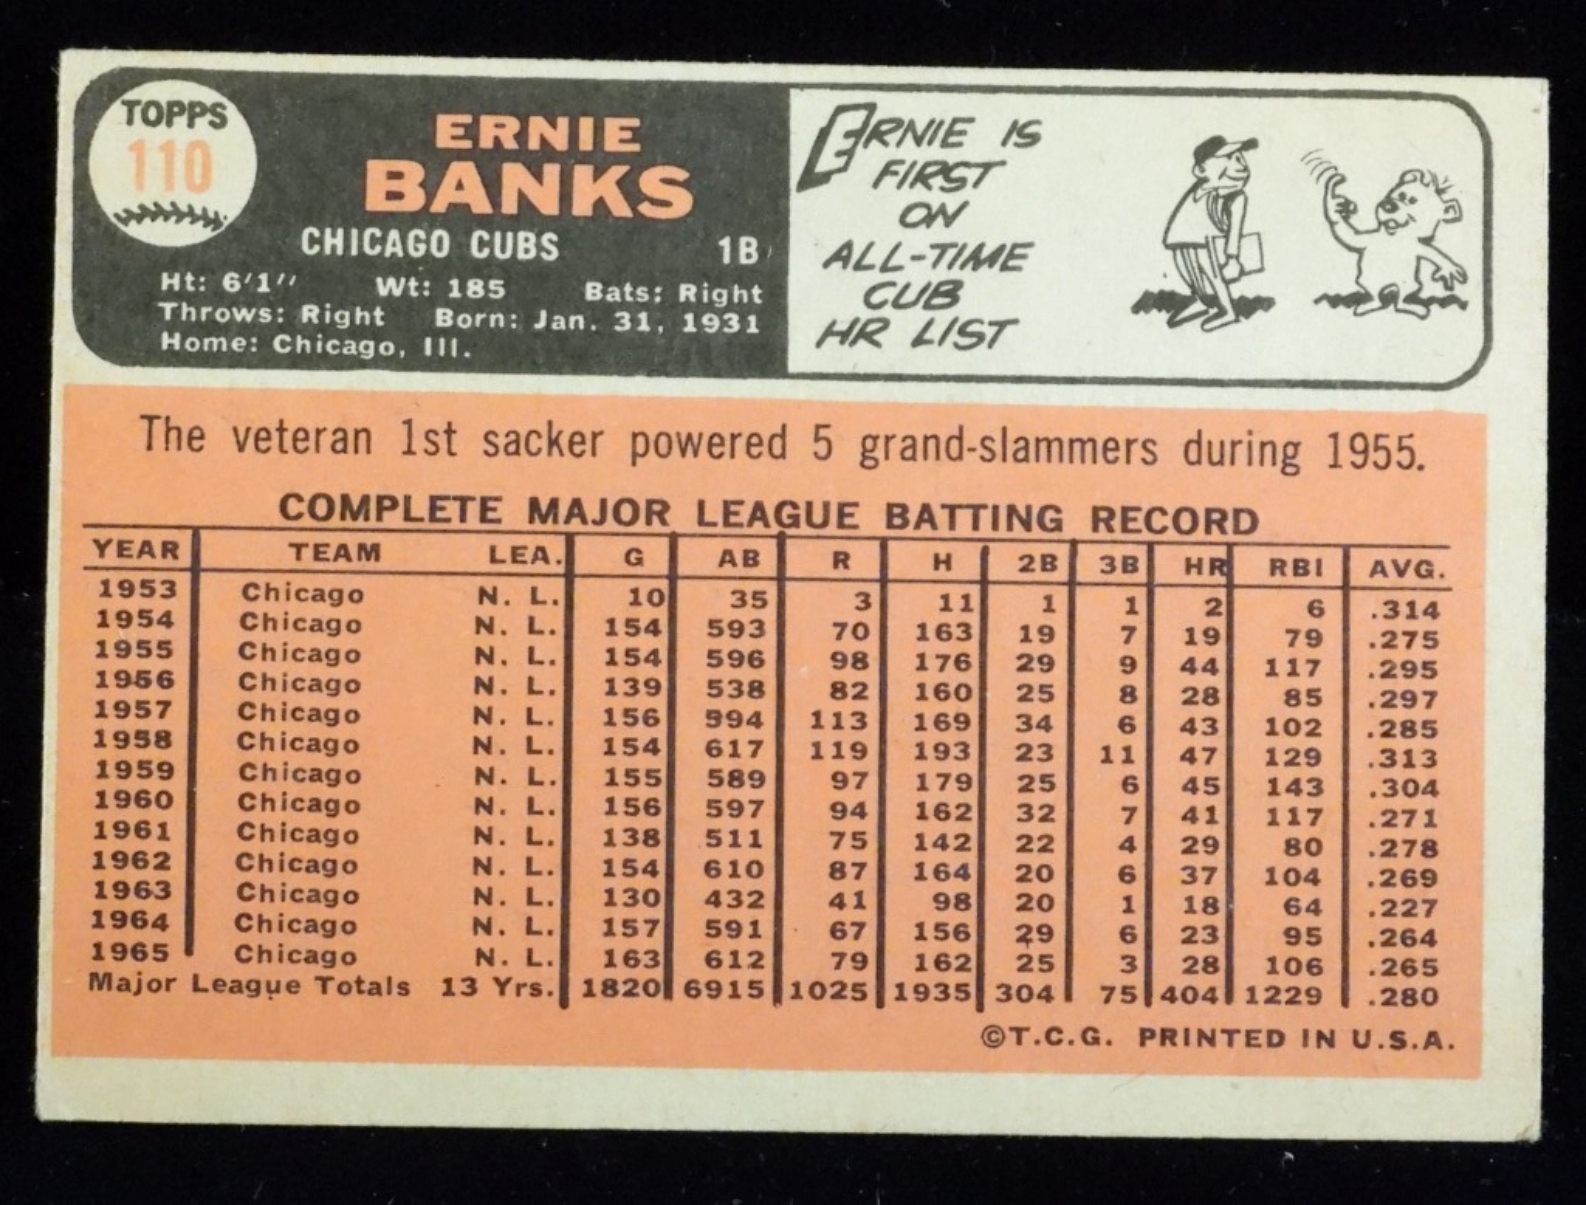 TOPPS
110
ERNIE
BANKS
CHICAGO CUBS 1B
Ht: 6'1" Wt: 185 Bats: Right
Throws: Right Born: Jan. 31, 1931
Home: Chicago, Ill.
ERNIE IS
FIRST
ON
ALL-TIME
CUB
HR LIST
The veteran 1st sacker powered 5 grand-slammers during 1955.
COMPLETE MAJOR LEAGUE BATTING RECORD
YEAR TEAM LEA. G AB R H 2B 3B HR RBI AVG.
1953 Chicago N. L. 10 35 3 11 1 1 2 6 .314
1954 Chicago N. L. 154 593 70 163 19 7 19 79 .275
1955 Chicago N. L. 154 596 98 176 29 9 44 117 .295
1956 Chicago N. L. 139 538 82 160 25 8 28 85 .297
1957 Chicago N. L. 156 594 113 169 34 6 43 102 .285
1958 Chicago N. L. 154 617 119 193 23 11 47 129 .313
1959 Chicago N. L. 155 589 97 179 25 6 45 143 .304
1960 Chicago N. L. 156 597 94 162 32 7 41 117 .271
1961 Chicago N. L. 138 511 75 142 22 4 29 80 .278
1962 Chicago N. L. 154 610 87 164 20 6 37 104 .269
1963 Chicago N. L. 130 432 41 98 20 1 18 64 .227
1964 Chicago N. L. 157 591 67 156 29 6 23 95 .264
1965 Chicago N. L. 163 612 79 162 25 3 28 106 .265
Major League Totals 13 Yrs. 1820 6915 1025 1935 304 75 404 1229 .280
©T.C.G. PRINTED IN U.S.A.